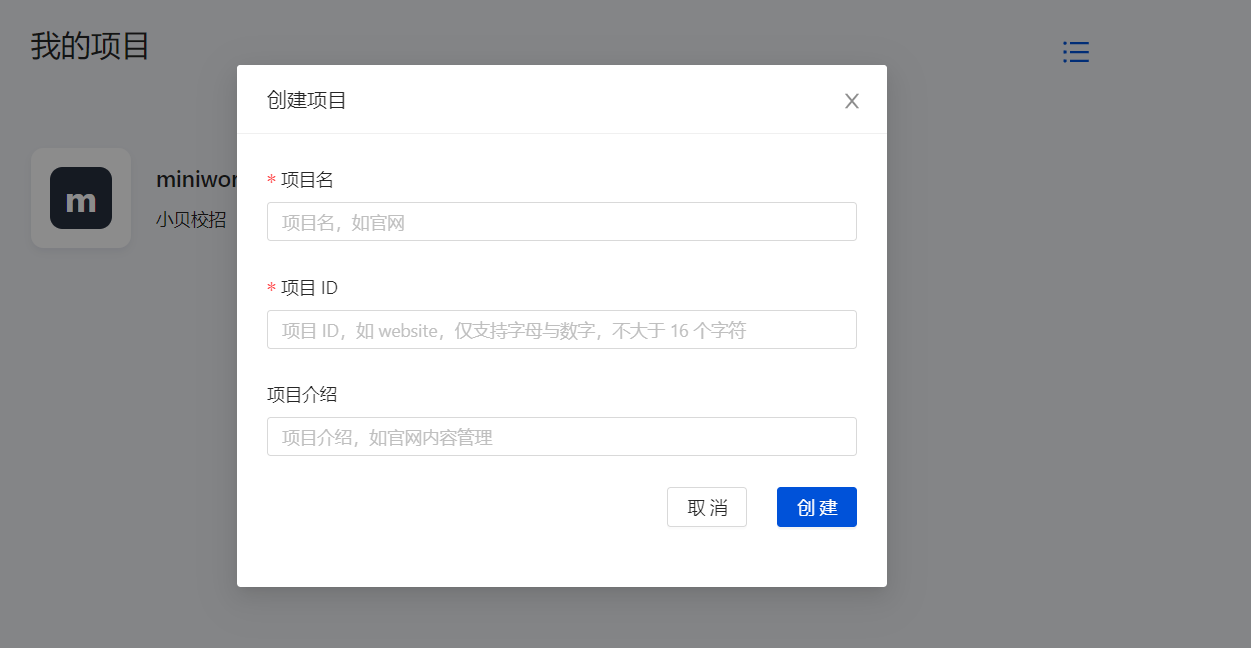 我的项目
创建项目
m
miniwor
小贝校招
* 项目名
项目名，如官网
* 项目 ID
项目 ID，如 website，仅支持字母与数字，不大于 16 个字符
项目介绍
项目介绍，如官网内容管理
取 消
创 建